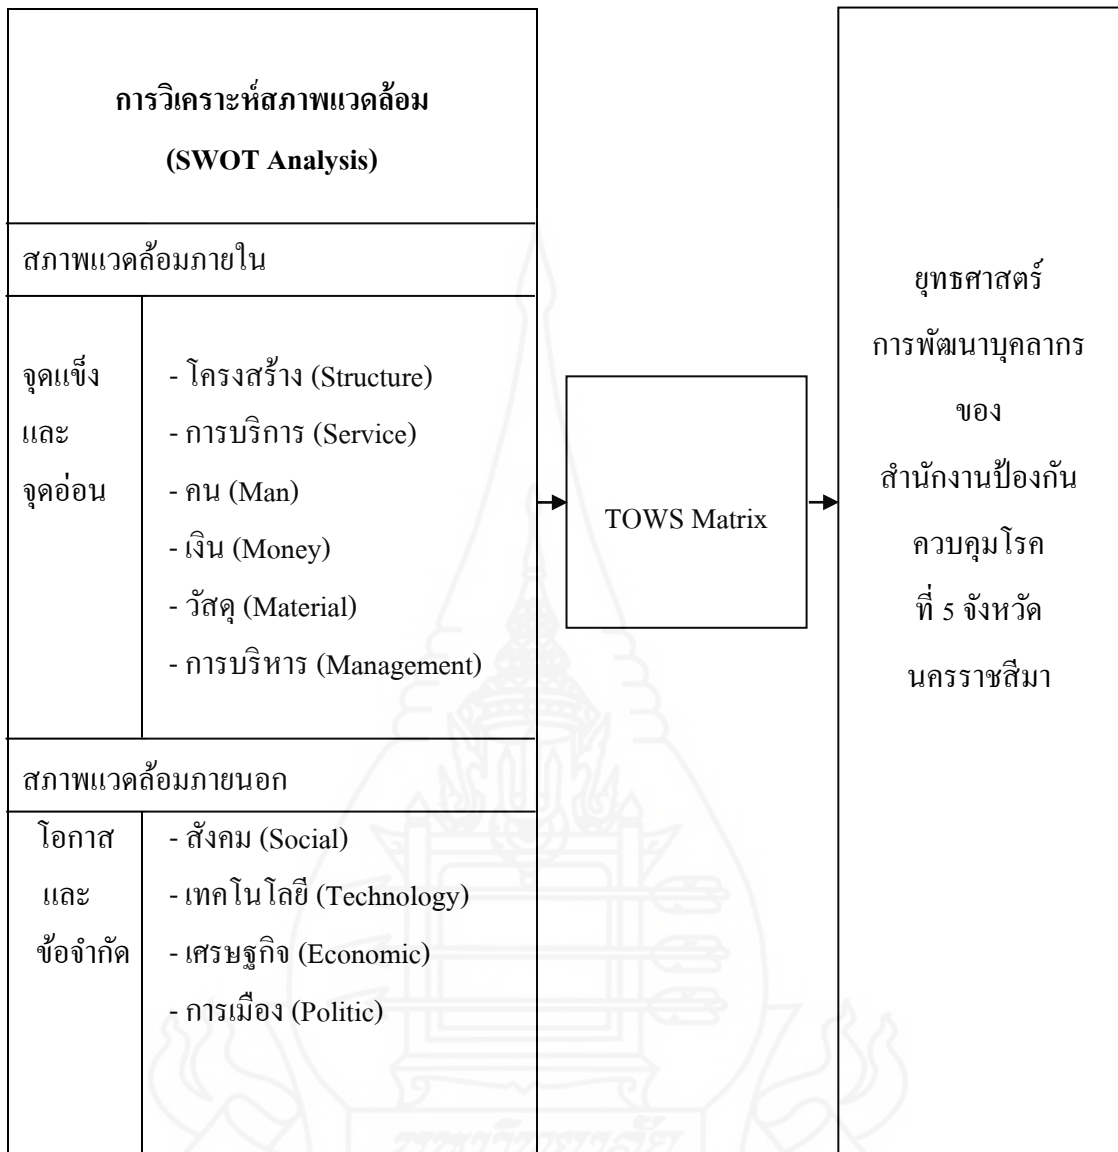 การวิเคราะห์สภาพแวดล้อม
(SWOT Analysis)
สภาพแวดล้อมภายใน
จุดแข็ง
และ
จุดอ่อน
- โครงสร้าง (Structure)
- การบริการ (Service)
- คน (Man)
- เงิน (Money)
- วัสดุ (Material)
- การบริหาร (Management)
สภาพแวดล้อมภายนอก
โอกาส
และ
ข้อจำกัด
- สังคม (Social)
- เทคโนโลยี (Technology)
- เศรษฐกิจ (Economic)
- การเมือง (Politic)
TOWS Matrix
ยุทธศาสตร์
การพัฒนาบุคลากร
ของ
สำนักงานป้องกัน
ควบคุมโรค
ที่ 5 จังหวัด
นครราชสีมา